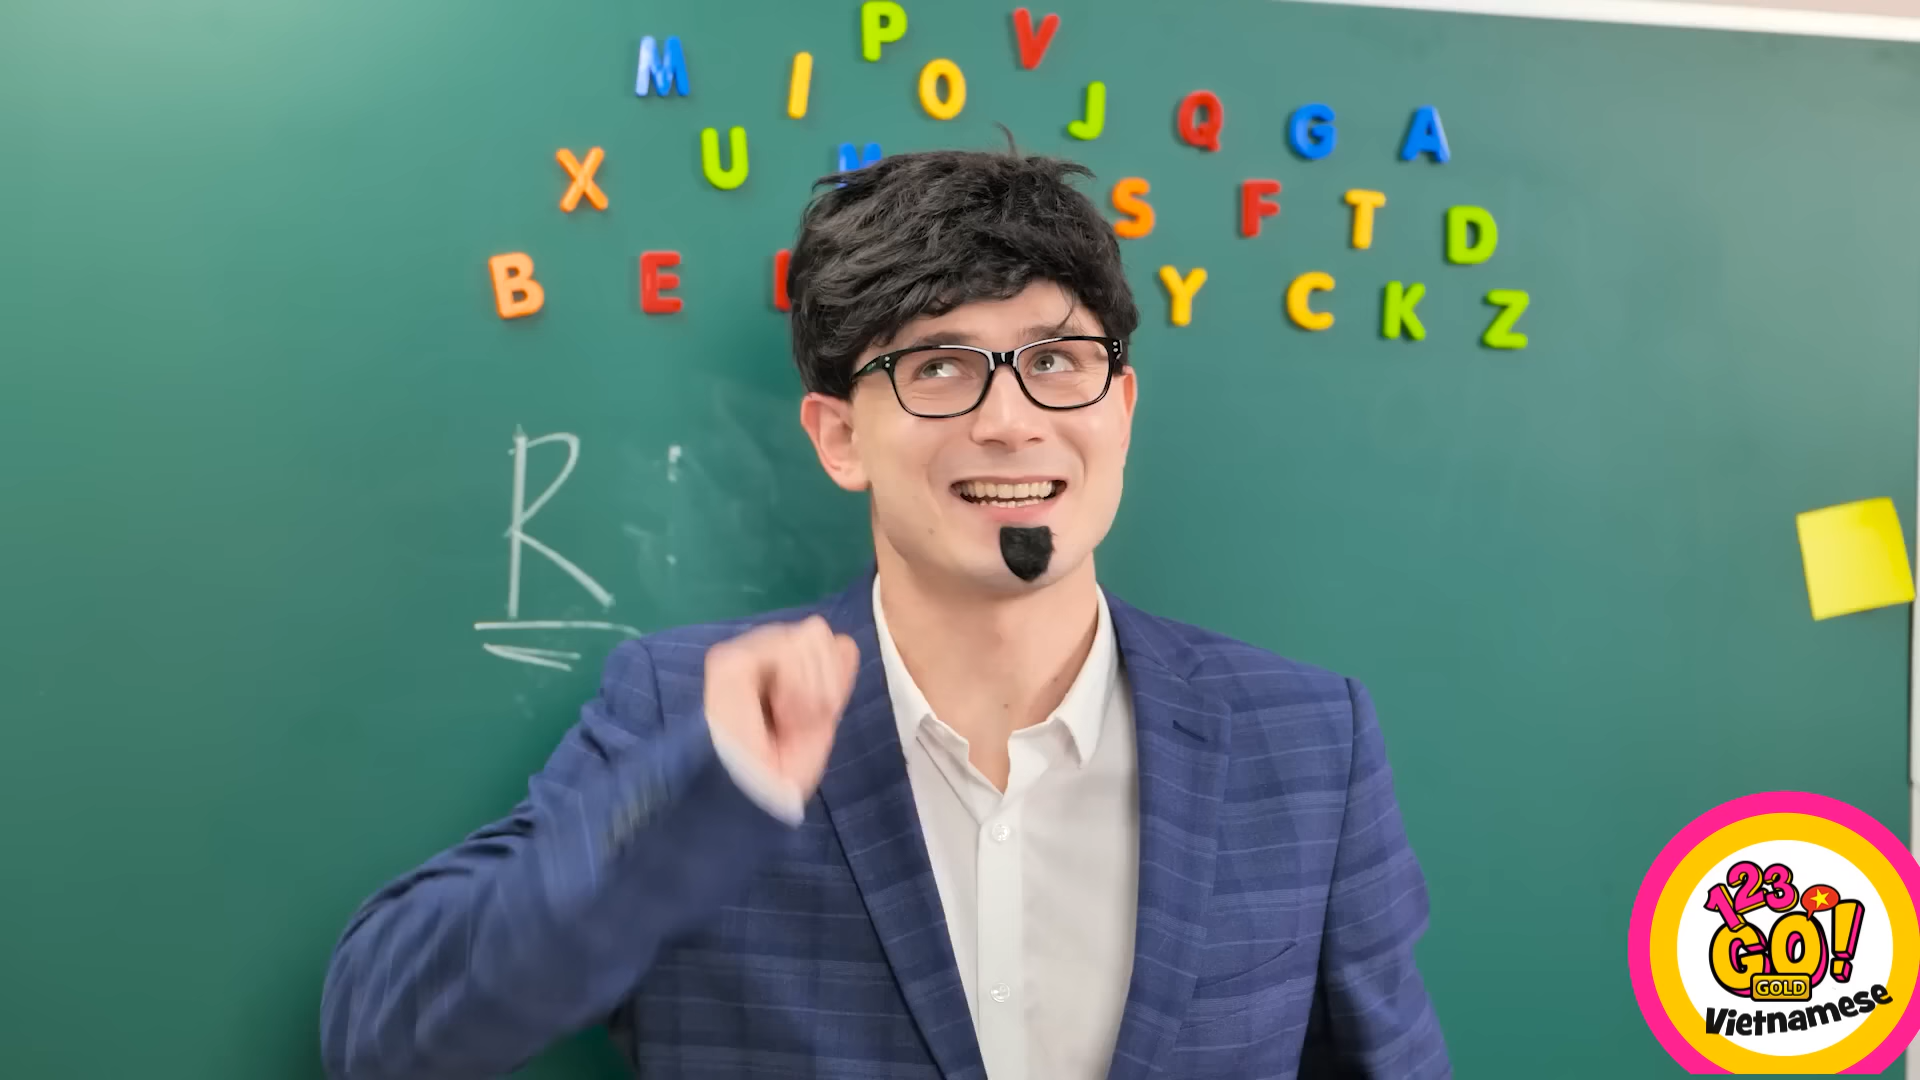 P V
M I O J Q G A
X U M S F T D
B E Y C K Z
R
123
GO!
GOLD
Vietnamese